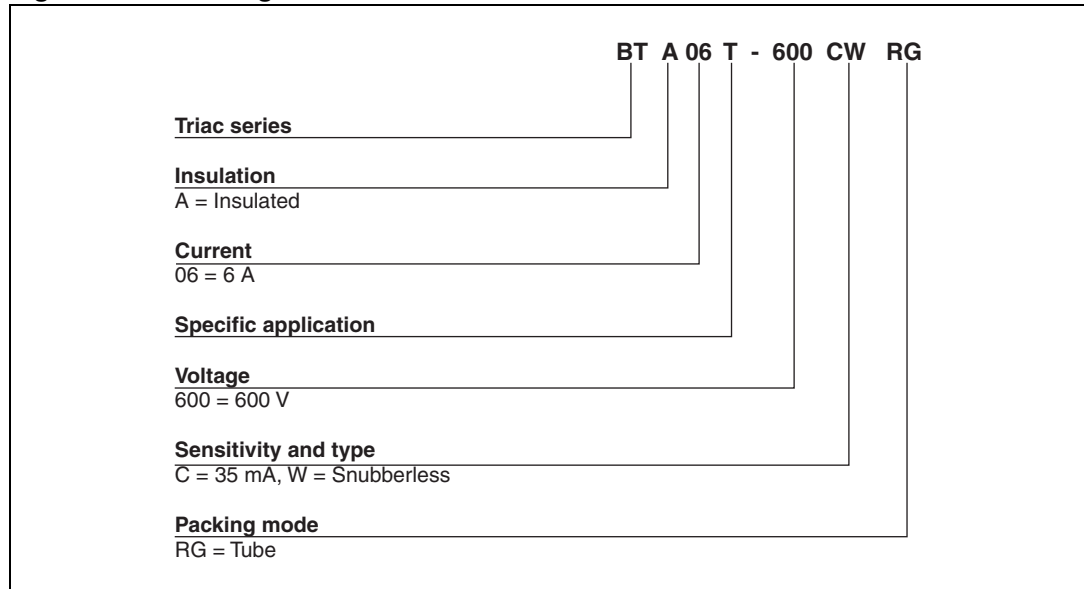 BT A 06 T - 600 CW RG
Triac series
Insulation
A = Insulated
Current
06 = 6 A
Specific application
Voltage
600 = 600 V
Sensitivity and type
C = 35 mA, W = Snubberless
Packing mode
RG = Tube